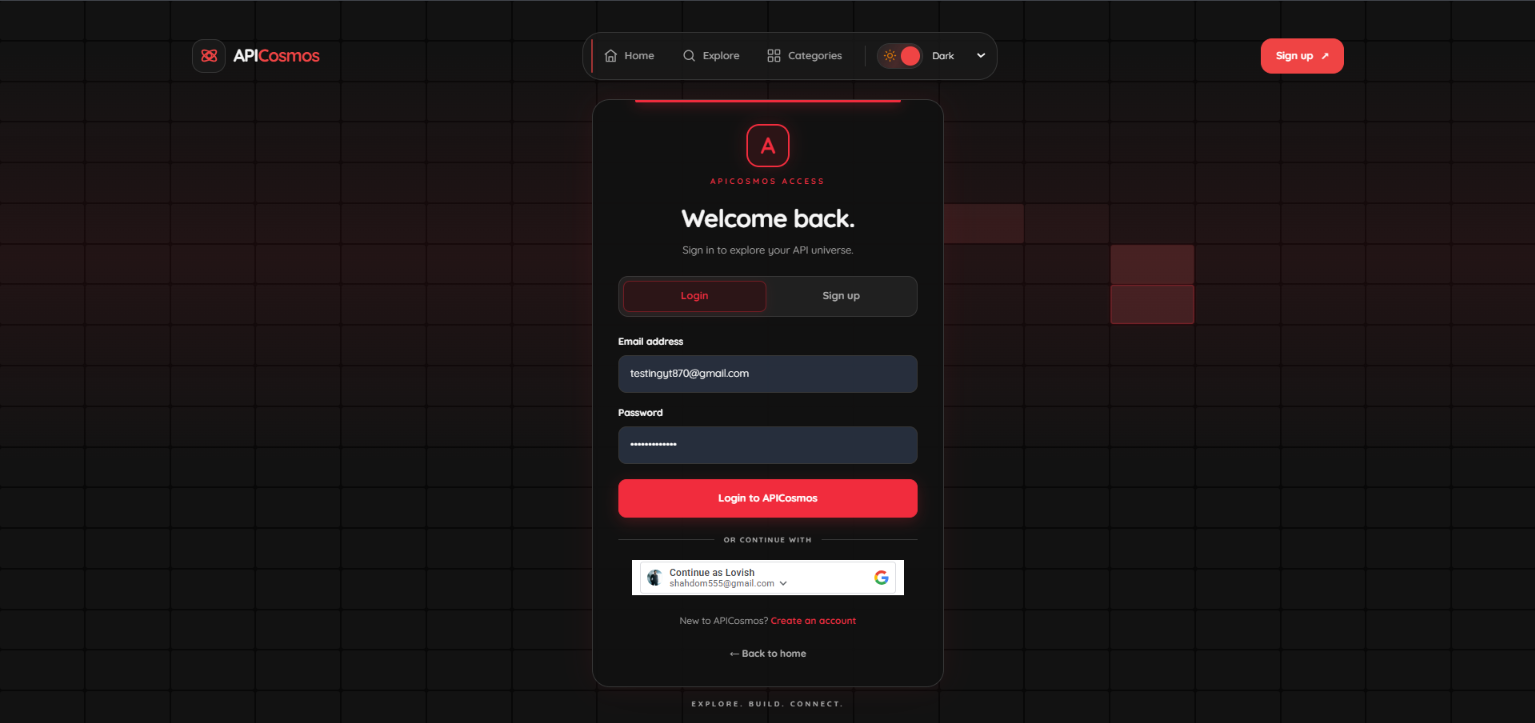 APICosmos
Home
Explore
Categories
Dark
Sign up ↗
A
APICOSMOS ACCESS
Welcome back.
Sign in to explore your API universe.
Login
Sign up
Email address
testingyt870@gmail.com
Password
•••••••••••••
Login to APICosmos
OR CONTINUE WITH
Continue as Lovish
shahdom555@gmail.com
G
New to APICosmos? Create an account
← Back to home
EXPLORE. BUILD. CONNECT.